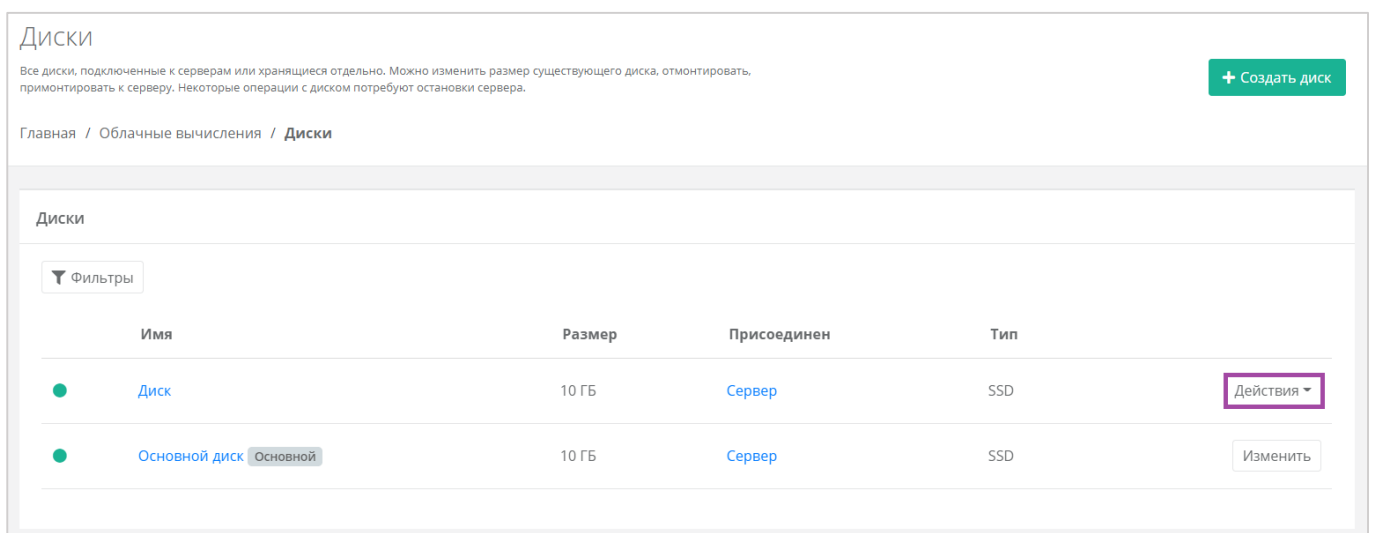 Диски
Все диски, подключенные к серверам или хранящиеся отдельно. Можно изменить размер существующего диска, отмонтировать,
примонтировать к серверу. Некоторые операции с диском потребуют остановки сервера.
Создать диск
Главная / Облачные вычисления / Диски
Диски
Фильтры
Имя Размер Присоединен Тип
Диск 10 ГБ Сервер SSD Действия
Основной диск Основной 10 ГБ Сервер SSD Изменить